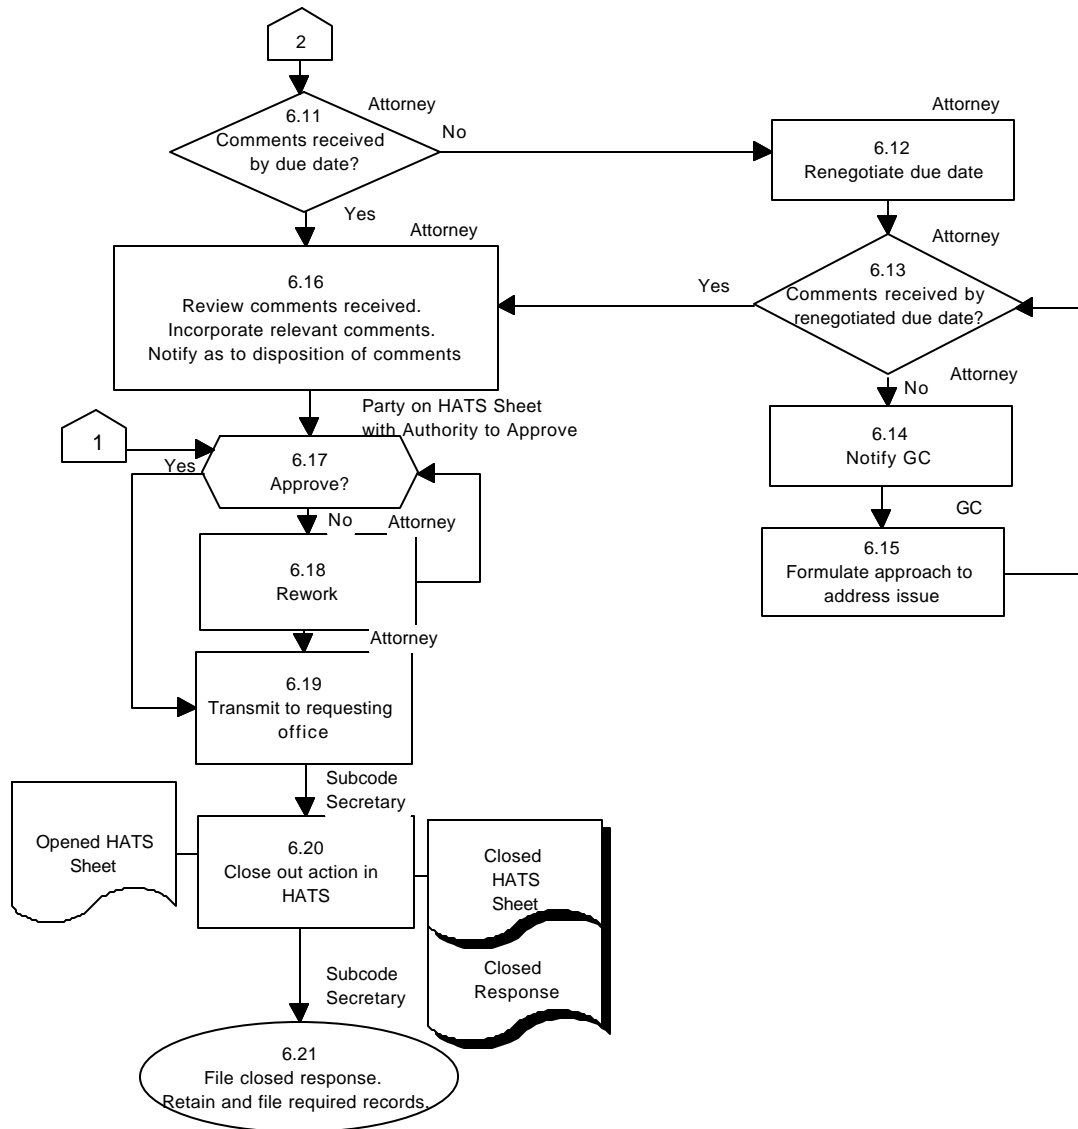 2
Attorney
6.11
Comments received
by due date?
No
Attorney
6.12
Renegotiate due date
Yes
Attorney
6.16
Review comments received.
Incorporate relevant comments.
Notify as to disposition of comments
Attorney
6.13
Comments received by
renegotiated due date?
Yes
No
Attorney
6.14
Notify GC
GC
6.15
Formulate approach to
address issue
Party on HATS Sheet
with Authority to Approve
1
Yes
6.17
Approve?
No
Attorney
6.18
Rework
Attorney
6.19
Transmit to requesting
office
Subcode
Secretary
Opened HATS
Sheet
6.20
Close out action in
HATS
Closed
HATS
Sheet
Closed
Response
Subcode
Secretary
6.21
File closed response.
Retain and file required records.